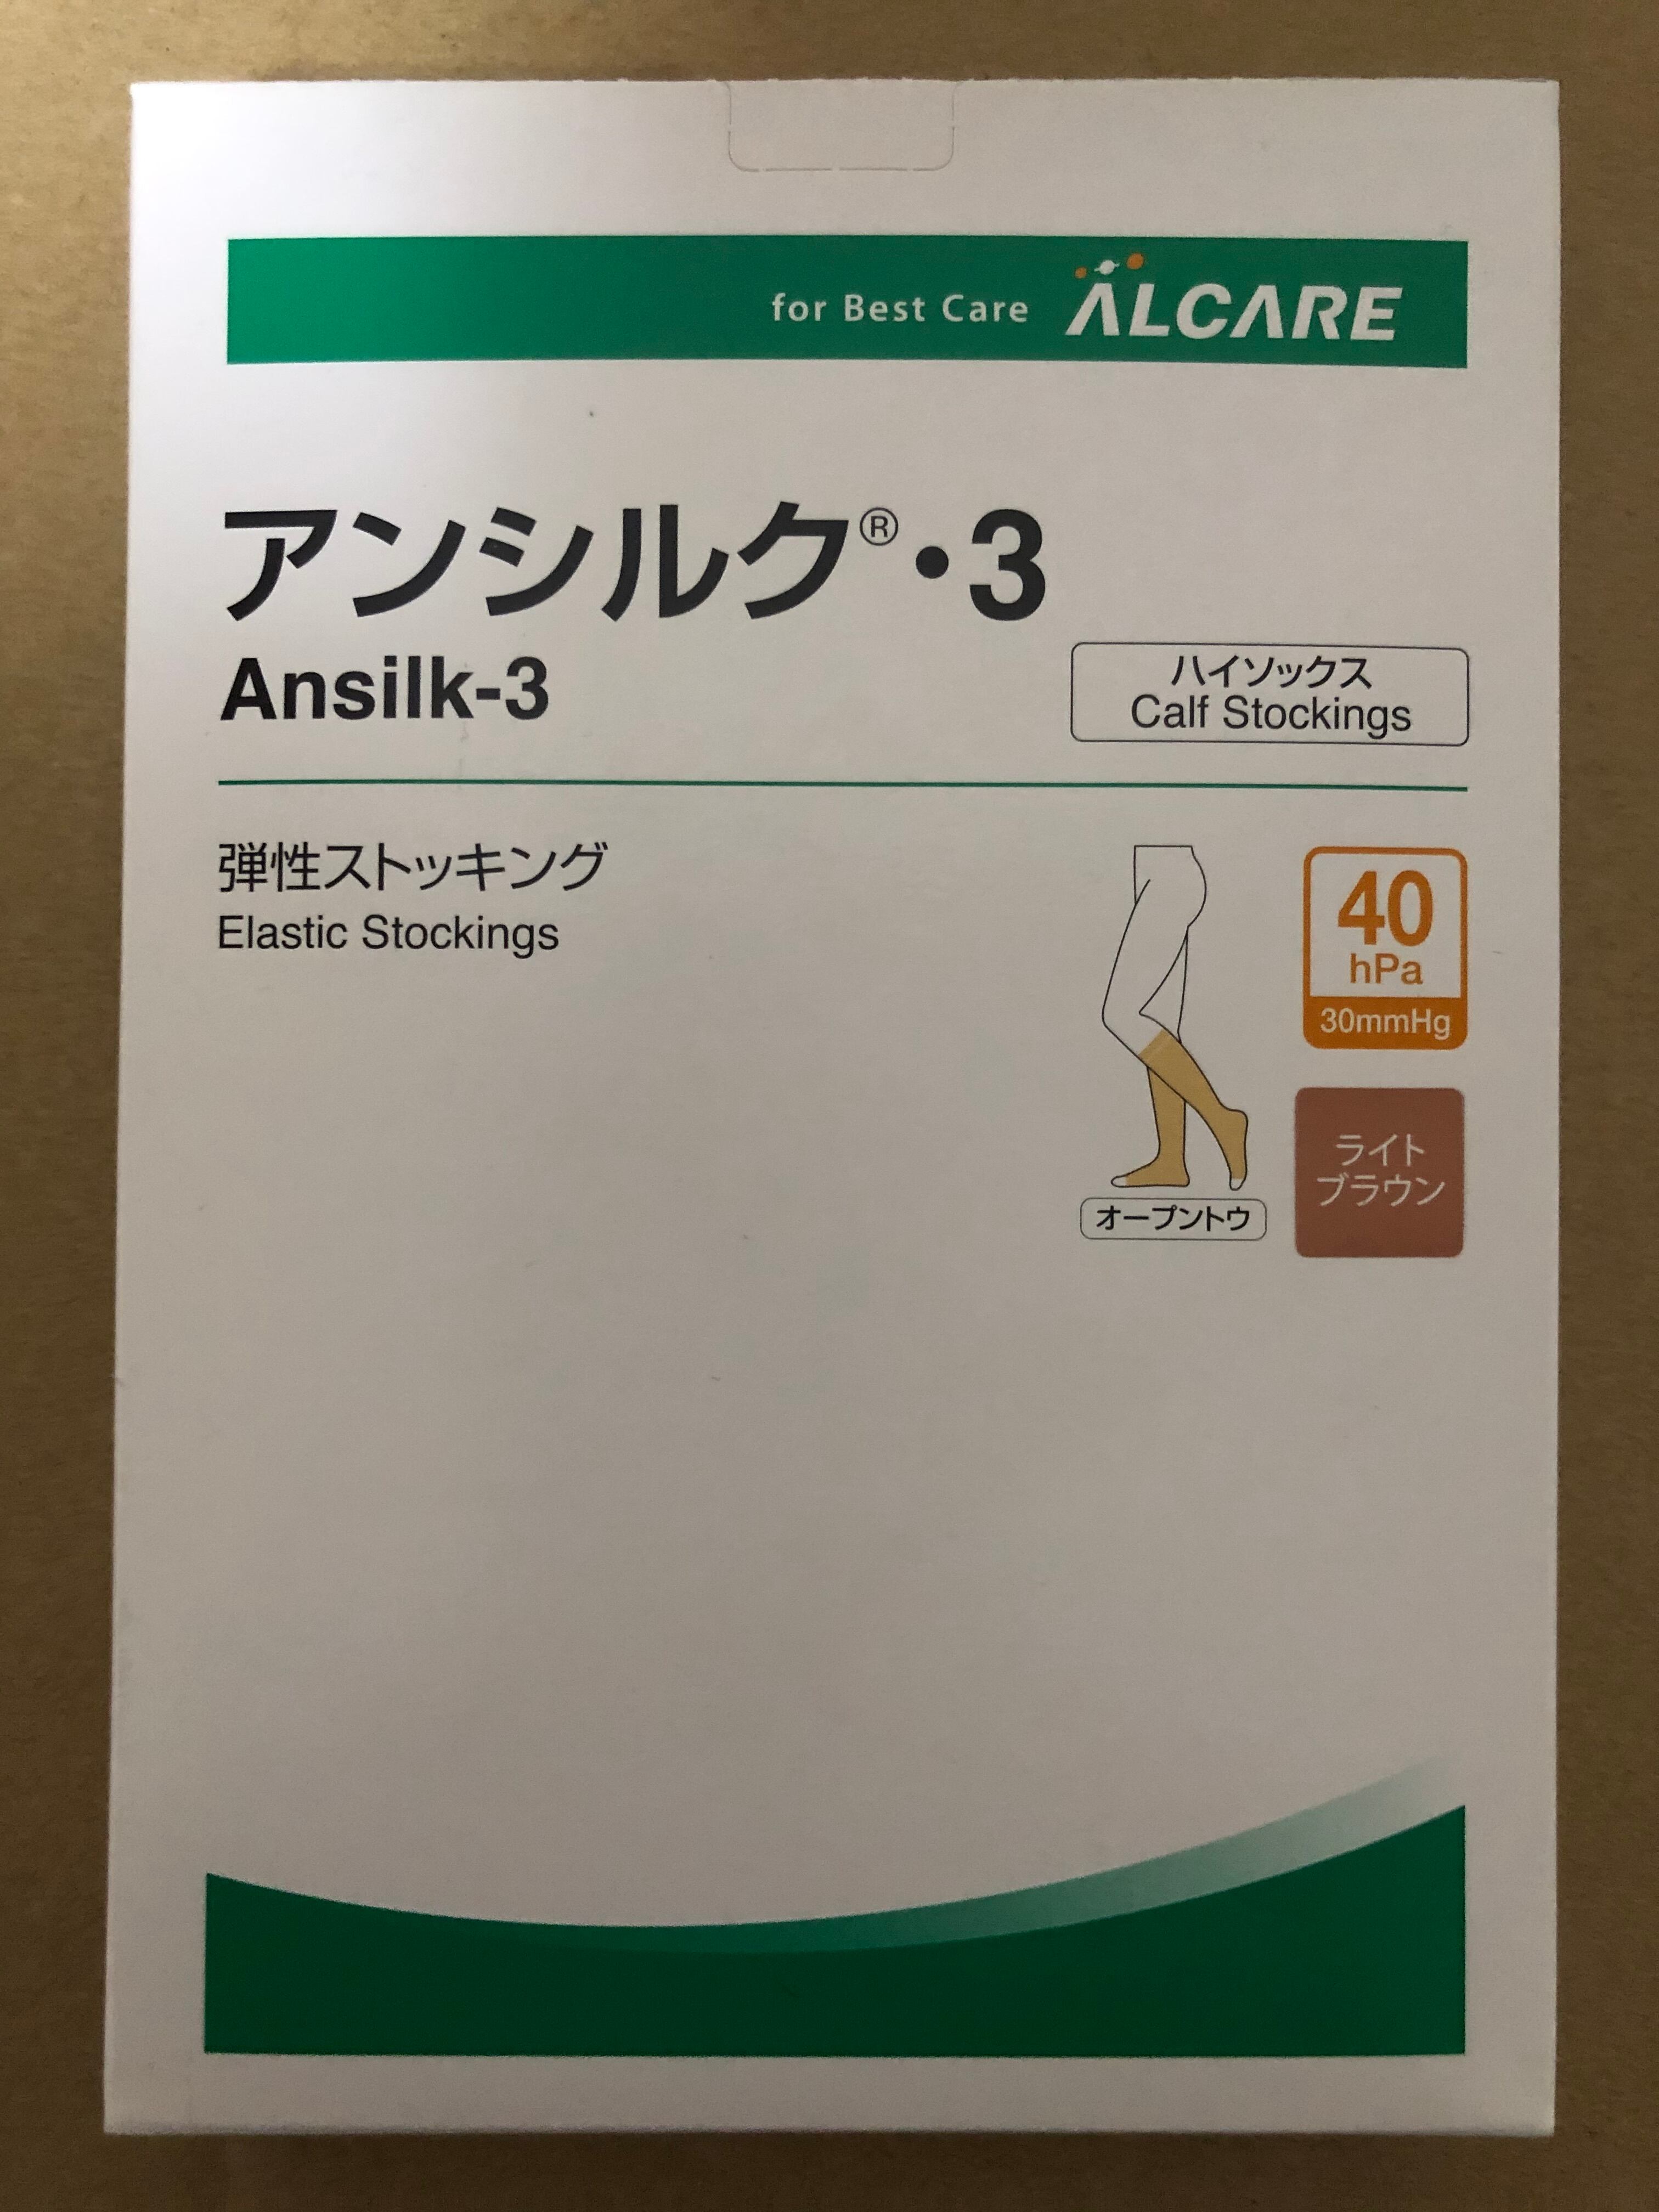 for Best Care ALCARE
アンシルク®・3
Ansilk-3
ハイソックス
Calf Stockings
弾性ストッキング
Elastic Stockings
40
hPa
30mmHg
ライト
ブラウン
オープントウ